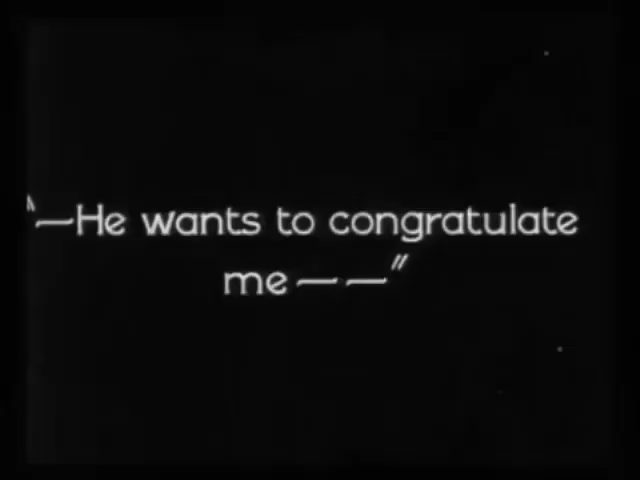 "—He wants to congratulate
me — —"